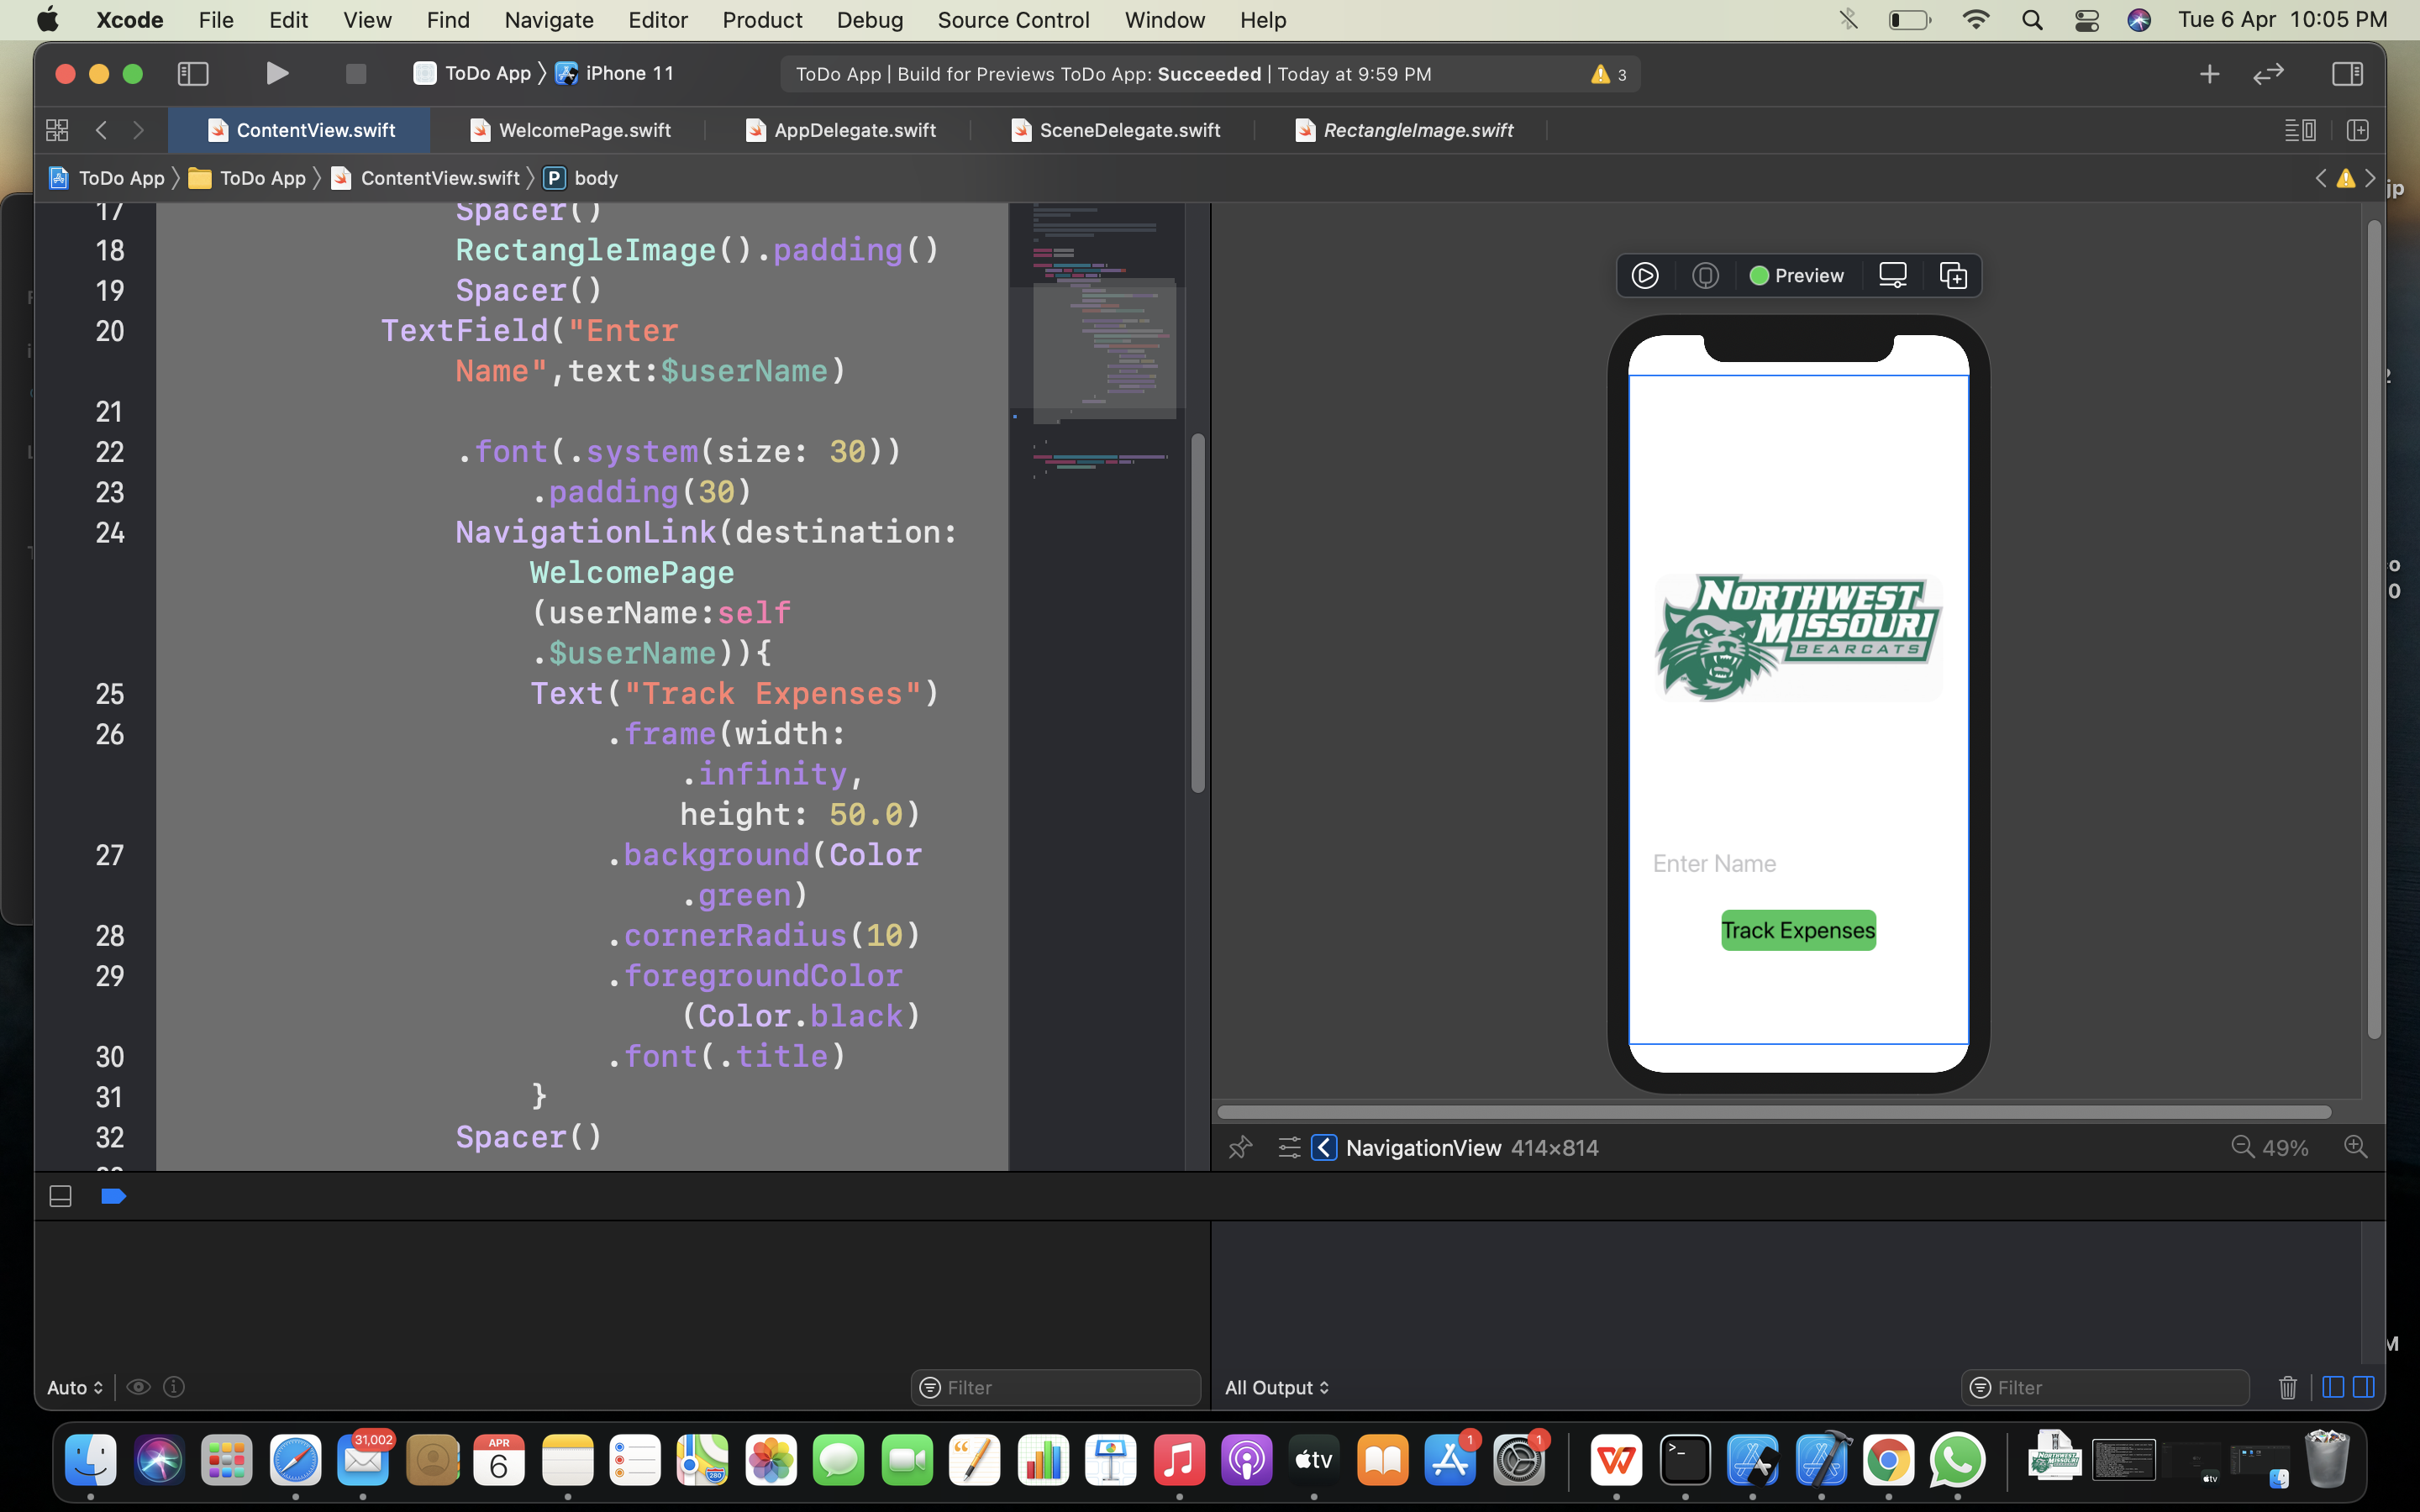 Xcode File Edit View Find Navigate Editor Product Debug Source Control Window Help Tue 6 Apr 10:05 PM
ToDo App iPhone 11 ToDo App | Build for Previews ToDo App: Succeeded | Today at 9:59 PM 3
ContentView.swift WelcomePage.swift AppDelegate.swift SceneDelegate.swift RectangleImage.swift
ToDo App ToDo App ContentView.swift P body
17 Spacer()
18 RectangleImage().padding()
19 Spacer()
20 TextField("Enter
Name",text:$userName)
21
22 .font(.system(size: 30))
23 .padding(30)
24 NavigationLink(destination:
WelcomePage
(userName:self
.$userName)){
25 Text("Track Expenses")
26 .frame(width:
.infinity,
height: 50.0)
27 .background(Color
.green)
28 .cornerRadius(10)
29 .foregroundColor
(Color.black)
30 .font(.title)
31 }
32 Spacer()
Preview
NORTHWEST
MISSOURI
BEARCATS
Enter Name
Track Expenses
NavigationView 414×814 49%
Auto Filter All Output Filter
31,002
APR
6
280
tv
1
1